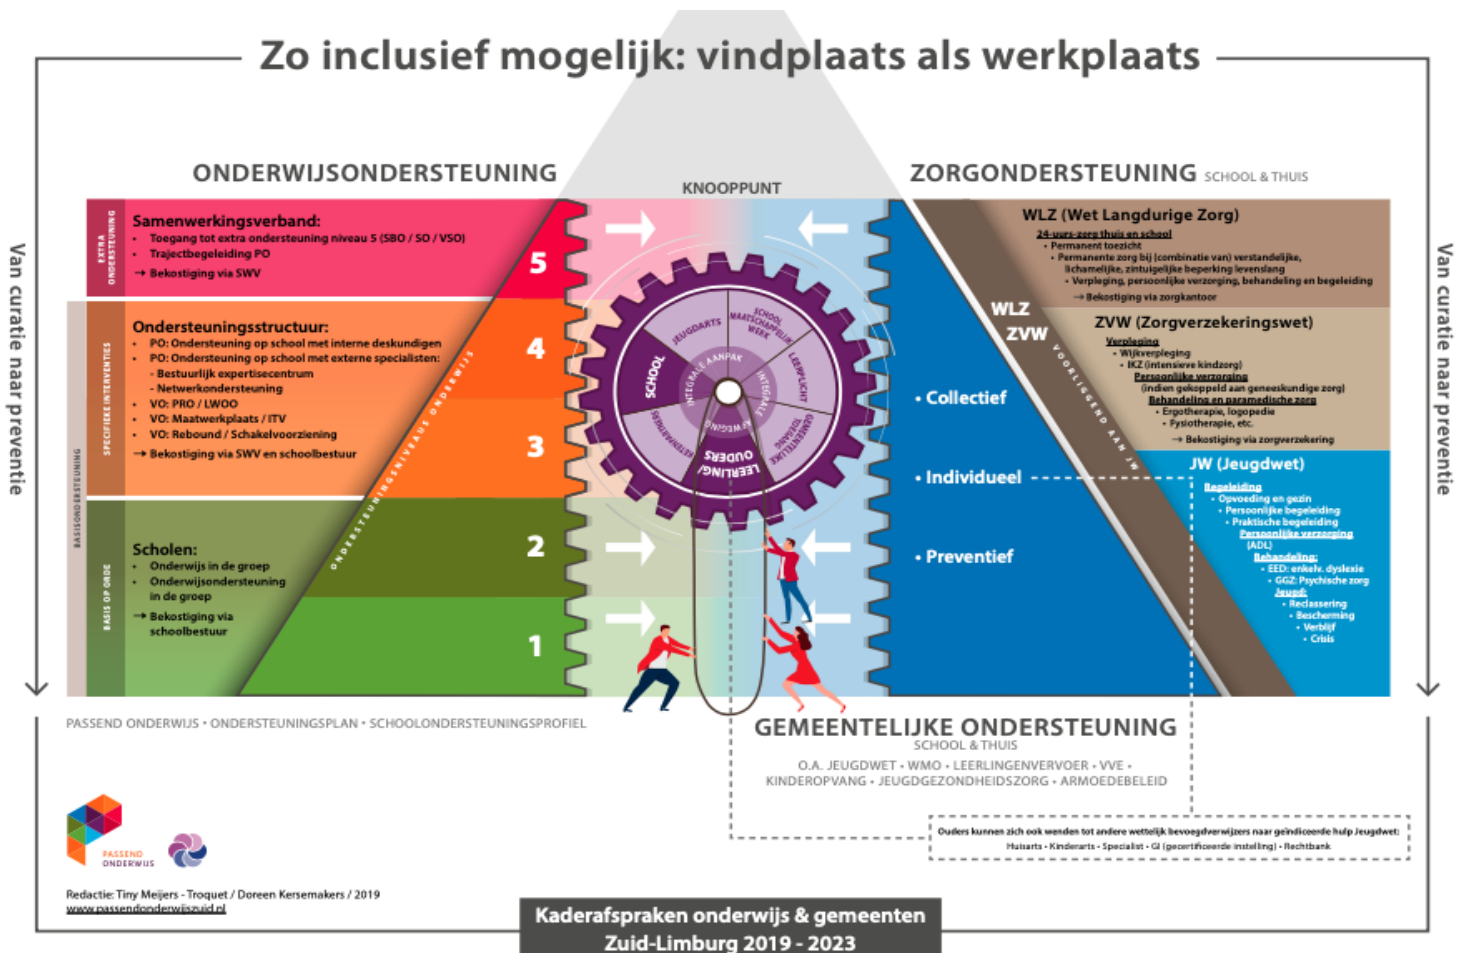 Zo inclusief mogelijk: vindplaats als werkplaats
Van curatie naar preventie
ONDERWIJSONDERSTEUNING
EXTRA
ONDERSTEUNING
Samenwerkingsverband:
• Toegang tot extra ondersteuning niveau 5 (SBO / SO / VSO)
• Trajectbegeleiding PO
→ Bekostiging via SWV
BASISONDERSTEUNING
SPECIFIEKE INTERVENTIES
Ondersteuningsstructuur:
• PO: Ondersteuning op school met interne deskundigen
• PO: Ondersteuning op school met externe specialisten:
- Bestuurlijk expertisecentrum
- Netwerkondersteuning
• VO: PRO / LWOO
• VO: Maatwerkplaats / ITV
• VO: Rebound / Schakelvoorziening
→ Bekostiging via SWV en schoolbestuur
BASIS OP ORDE
Scholen:
• Onderwijs in de groep
• Onderwijsondersteuning
in de groep
→ Bekostiging via
schoolbestuur
ONDERSTEUNINGSNIVEAUS ONDERWIJS
5
4
3
2
1
KNOOPPUNT
SCHOOL
JEUGDARTS
SCHOOL
MAATSCHAPPELIJK
WERK
LEERPLICHT
GEMEENTELIJKE
TOEGANG
LEERLING/
OUDERS
KETENPARTNERS
INTEGRALE AANPAK
INTEGRALE AFWEGING
ZORGONDERSTEUNING SCHOOL & THUIS
• Collectief
• Individueel
• Preventief
WLZ
ZVW
VOORLIGGEND AAN JW
WLZ (Wet Langdurige Zorg)
24-uurs-zorg thuis en school
• Permanent toezicht
• Permanente zorg bij (combinatie van) verstandelijke,
lichamelijke, zintuigelijke beperking levenslang
• Verpleging, persoonlijke verzorging, behandeling en begeleiding
→ Bekostiging via zorgkantoor
ZVW (Zorgverzekeringswet)
Verpleging
• Wijkverpleging
• IKZ (intensieve kindzorg)
Persoonlijke verzorging
(indien gekoppeld aan geneeskundige zorg)
Behandeling en paramedische zorg
• Ergotherapie, logopedie
• Fysiotherapie, etc.
→ Bekostiging via zorgverzekering
JW (Jeugdwet)
Begeleiding
• Opvoeding en gezin
• Persoonlijke begeleiding
• Praktische begeleiding
Persoonlijke verzorging
(ADL)
Behandeling:
• EED: enkelv. dyslexie
• GGZ: Psychische zorg
Jeugd:
• Reclassering
• Bescherming
• Verblijf
• Crisis
Van curatie naar preventie
PASSEND ONDERWIJS • ONDERSTEUNINGSPLAN • SCHOOLONDERSTEUNINGSPROFIEL
GEMEENTELIJKE ONDERSTEUNING
SCHOOL & THUIS
O.A. JEUGDWET • WMO • LEERLINGENVERVOER • VVE •
KINDEROPVANG • JEUGDGEZONDHEIDSZORG • ARMOEDEBELEID
Ouders kunnen zich ook wenden tot andere wettelijk bevoegdverwijzers naar geïndiceerde hulp Jeugdwet:
Huisarts • Kinderarts • Specialist • GI (gecertificeerde instelling) • Rechtbank
PASSEND
ONDERWIJS
Redactie: Tiny Meijers - Troquet / Doreen Kersemakers / 2019
www.passendonderwijszuid.nl
Kaderafspraken onderwijs & gemeenten
Zuid-Limburg 2019 - 2023